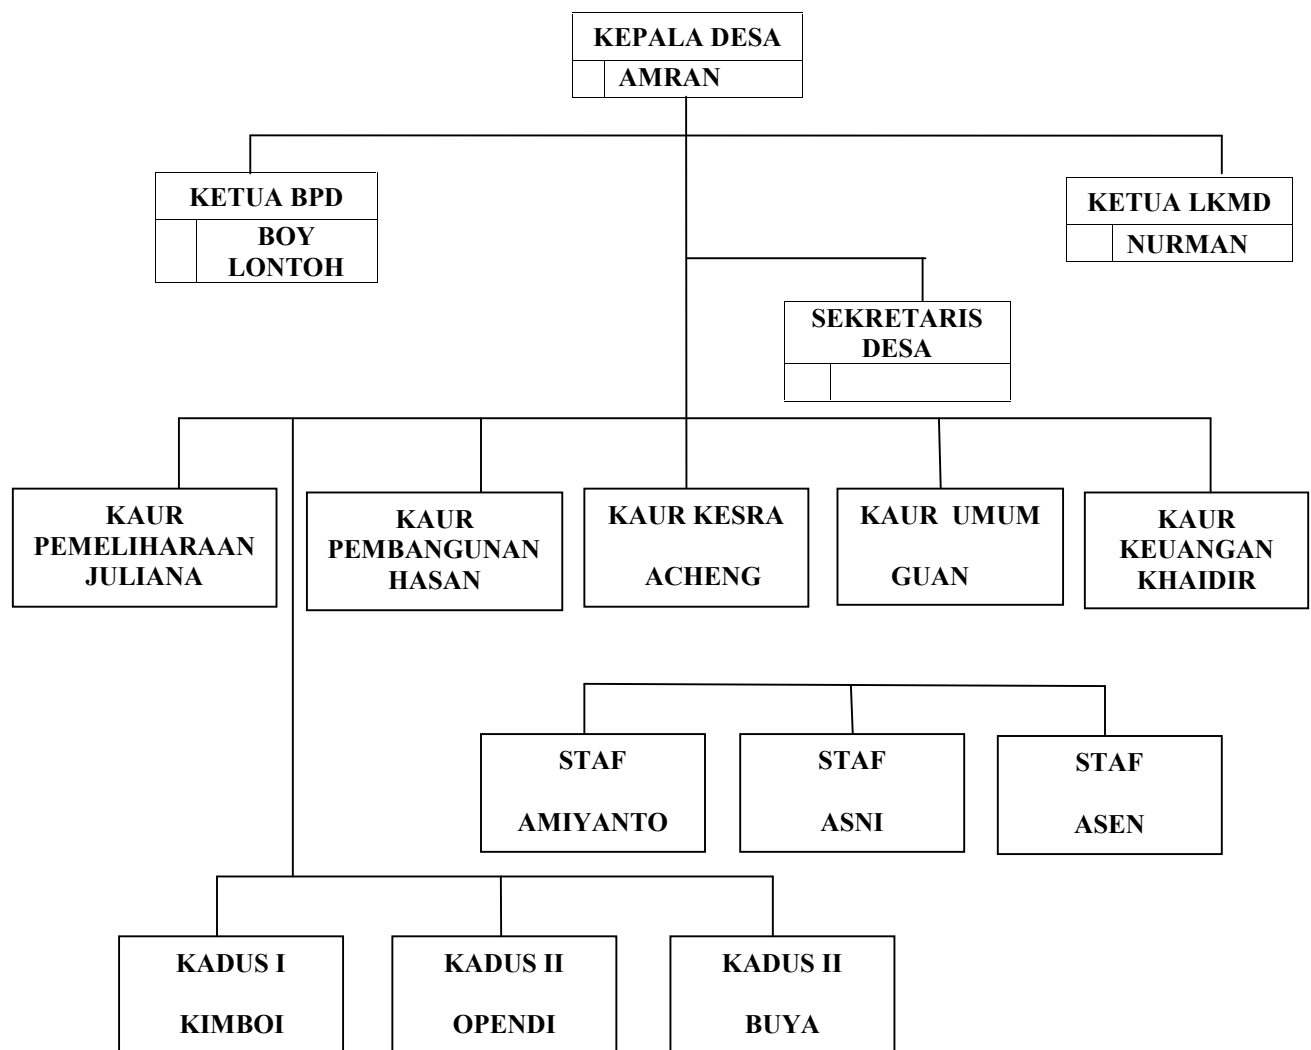 KEPALA DESA
AMRAN
KETUA BPD
BOY
LONTOH
KETUA LKMD
NURMAN
SEKRETARIS
DESA
KAUR
PEMELIHARAAN
JULIANA
KAUR
PEMBANGUNAN
HASAN
KAUR KESRA
ACHENG
KAUR UMUM
GUAN
KAUR
KEUANGAN
KHAIDIR
STAF
AMIYANTO
STAF
ASNI
STAF
ASEN
KADUS I
KIMBOI
KADUS II
OPENDI
KADUS II
BUYA